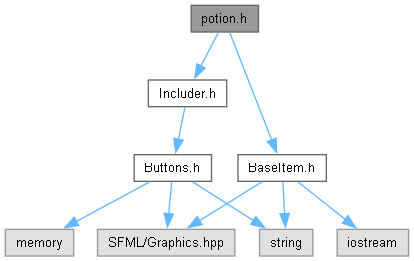 potion.h
Includer.h
Buttons.h
BaseItem.h
memory
SFML/Graphics.hpp
string
iostream